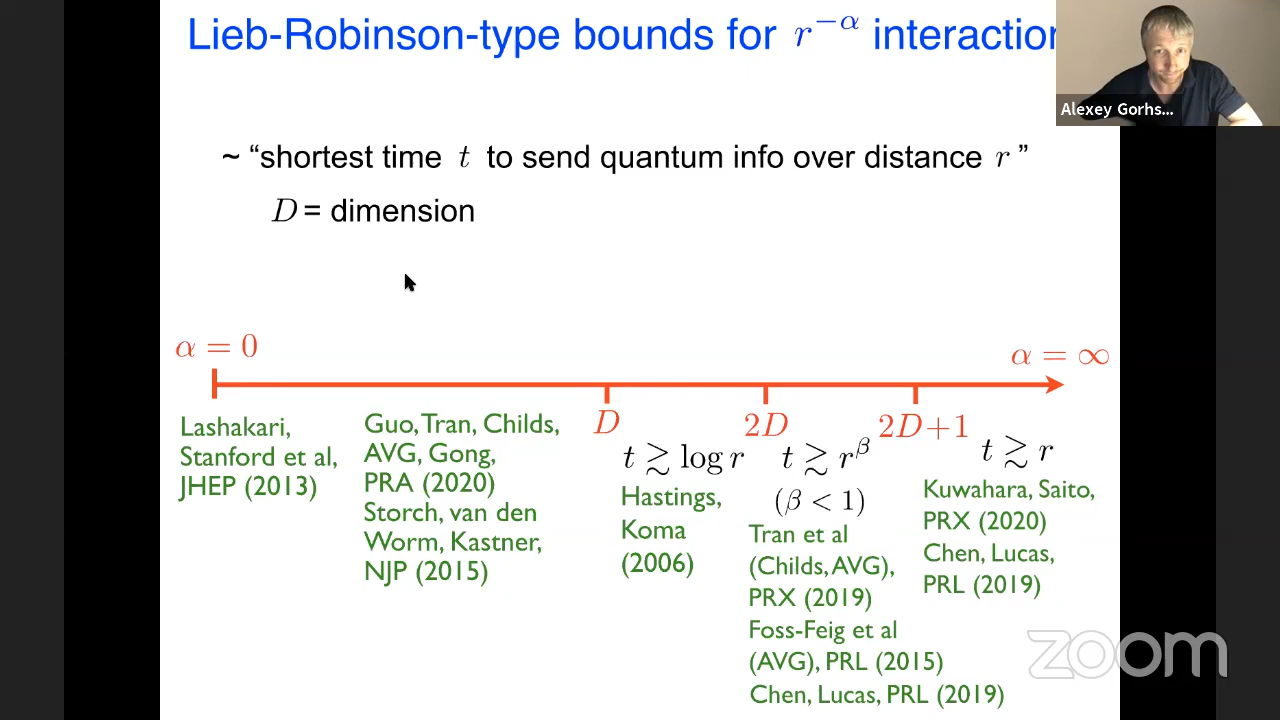 Lieb-Robinson-type bounds for r^{-α} interaction
Alexey Gorhs...
~ “shortest time t to send quantum info over distance r ”
D = dimension
α = 0
α = ∞
D
2D
2D+1
Lashakari,
Stanford et al,
JHEP (2013)
Guo, Tran, Childs,
AVG, Gong,
PRA (2020)
Storch, van den
Worm, Kastner,
NJP (2015)
t ≳ log r
Hastings,
Koma
(2006)
t ≳ r^β
(β < 1)
Tran et al
(Childs, AVG),
PRX (2019)
Foss-Feig et al
(AVG), PRL (2015)
Chen, Lucas, PRL (2019)
t ≳ r
Kuwahara, Saito,
PRX (2020)
Chen, Lucas,
PRL (2019)
zoom